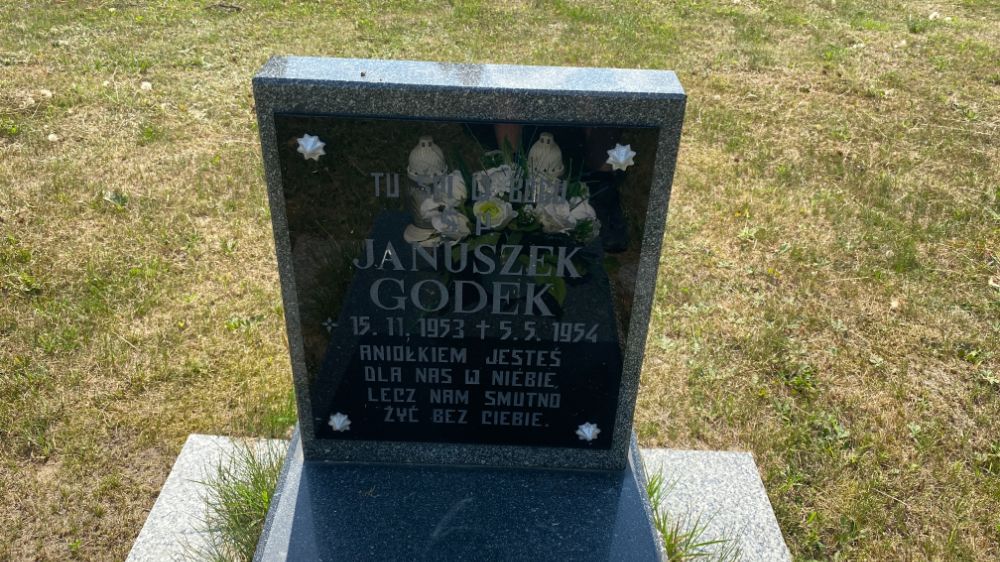 TU
JANUSZEK
GODEK
15.11,1953 † 5.5.1954
ANIOŁKIEM JESTEŚ
DLA NAS W NIEBIE
LECZ NAM SMUTNO
ŻYĆ BEZ CIEBIE.